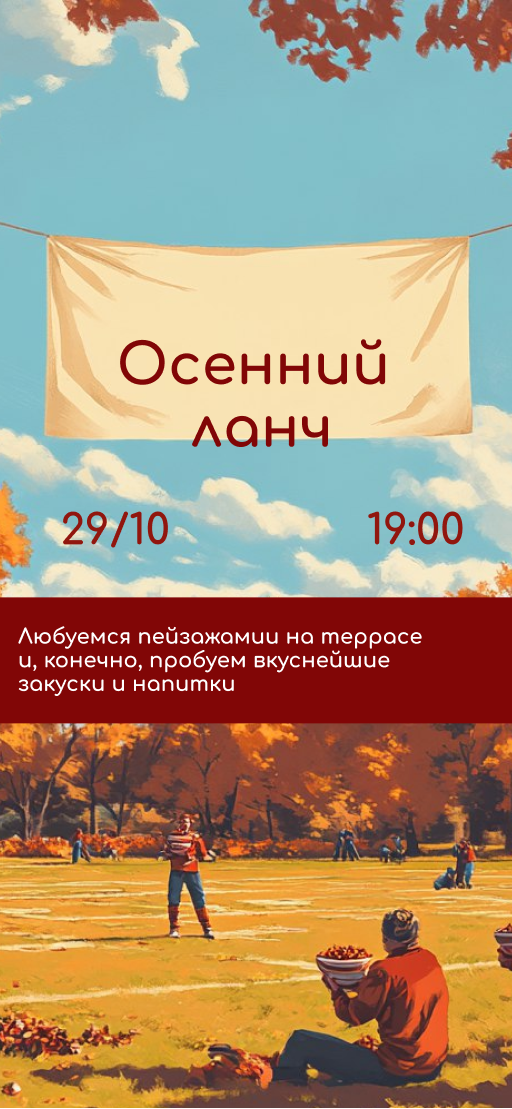 Осенний
ланч
29/10
19:00
Любуемся пейзажамии на террасе
и, конечно, пробуем вкуснейшие
закуски и напитки